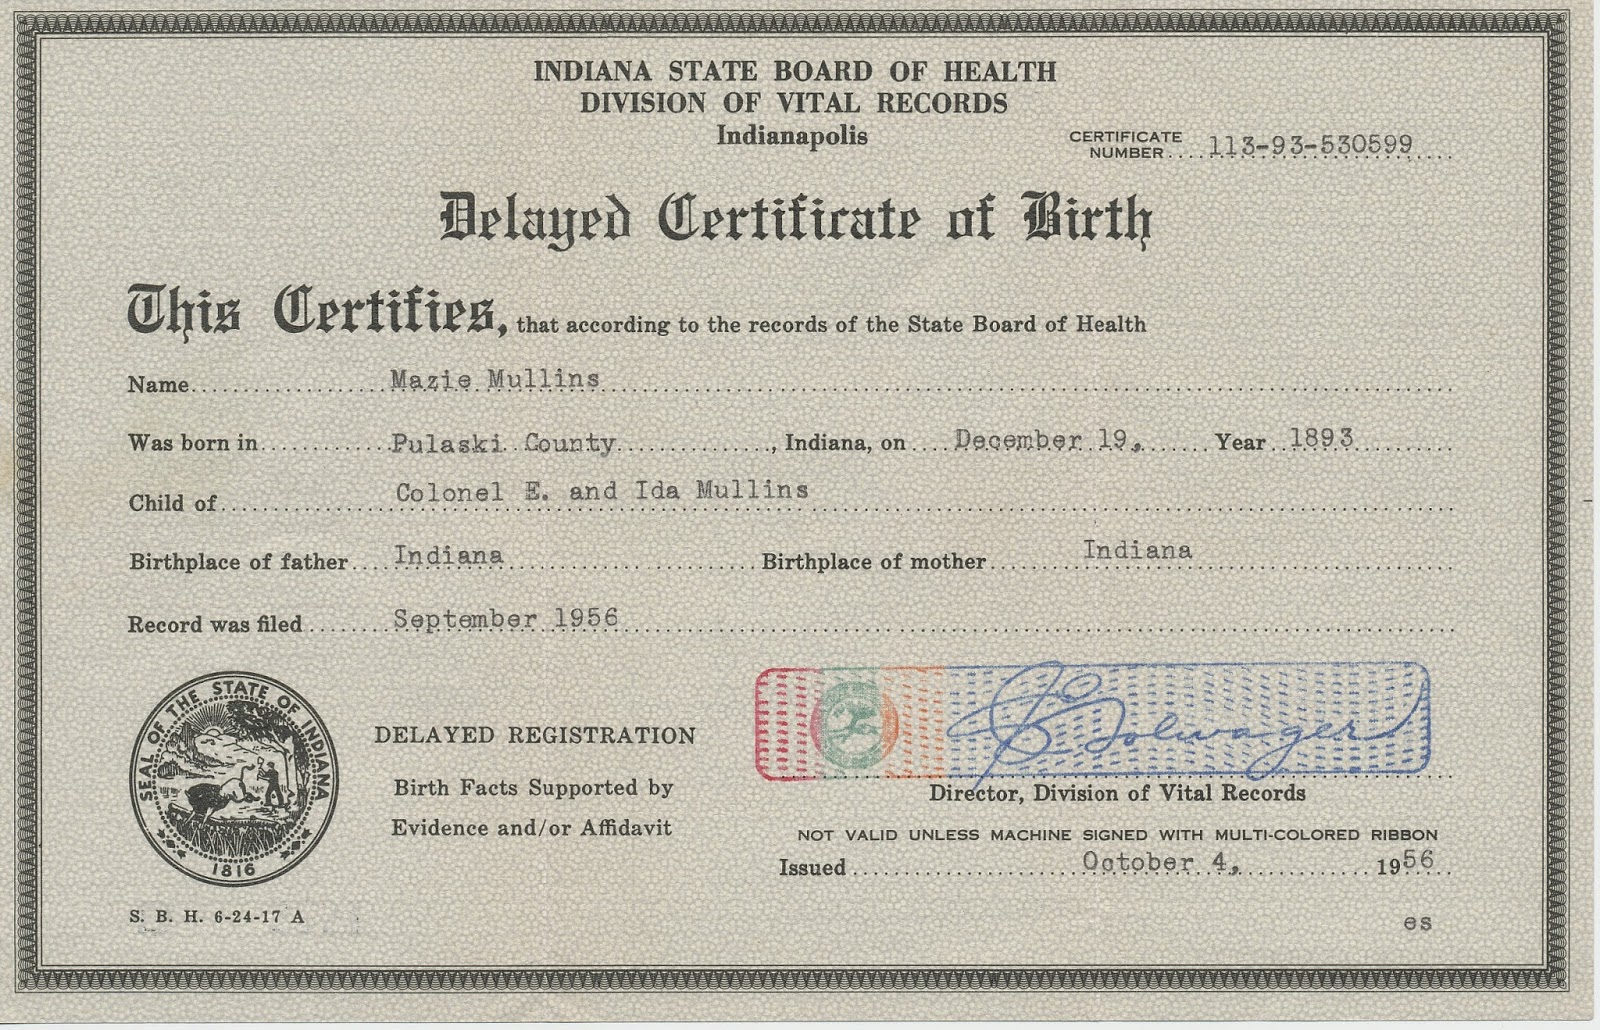 INDIANA STATE BOARD OF HEALTH
DIVISION OF VITAL RECORDS
Indianapolis
CERTIFICATE
NUMBER.... 113-93-530599
Delayed Certificate of Birth
This Certifies, that according to the records of the State Board of Health
Name Mazie Mullins
Was born in Pulaski County, Indiana, on December 19, Year 1893
Child of Colonel E. and Ida Mullins
Birthplace of father Indiana Birthplace of mother Indiana
Record was filed September 1956
SEAL OF THE STATE OF INDIANA
1816
DELAYED REGISTRATION
Birth Facts Supported by
Evidence and/or Affidavit
Director, Division of Vital Records
NOT VALID UNLESS MACHINE SIGNED WITH MULTI-COLORED RIBBON
Issued October 4, 1956
S. B. H. 6-24-17 A
es